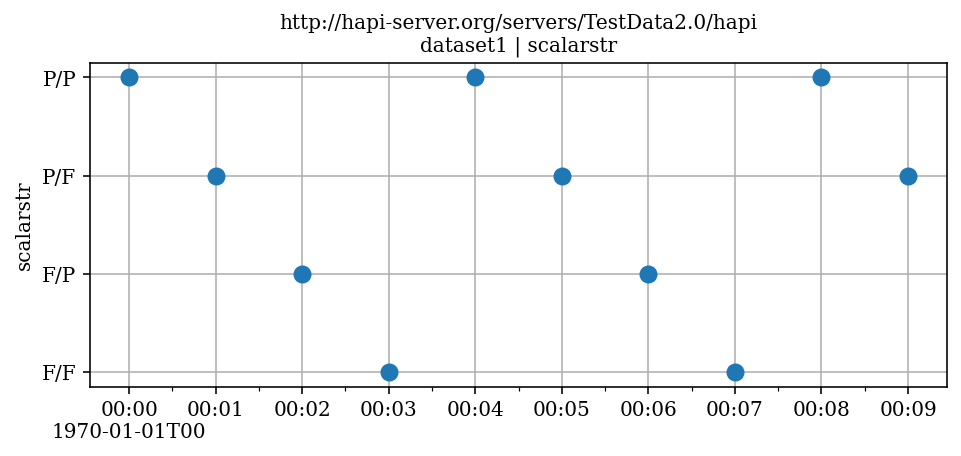 http://hapi-server.org/servers/TestData2.0/hapi
dataset1 | scalarstr
P/P
P/F
scalarstr
F/P
F/F
00:00 00:01 00:02 00:03 00:04 00:05 00:06 00:07 00:08 00:09
1970-01-01T00